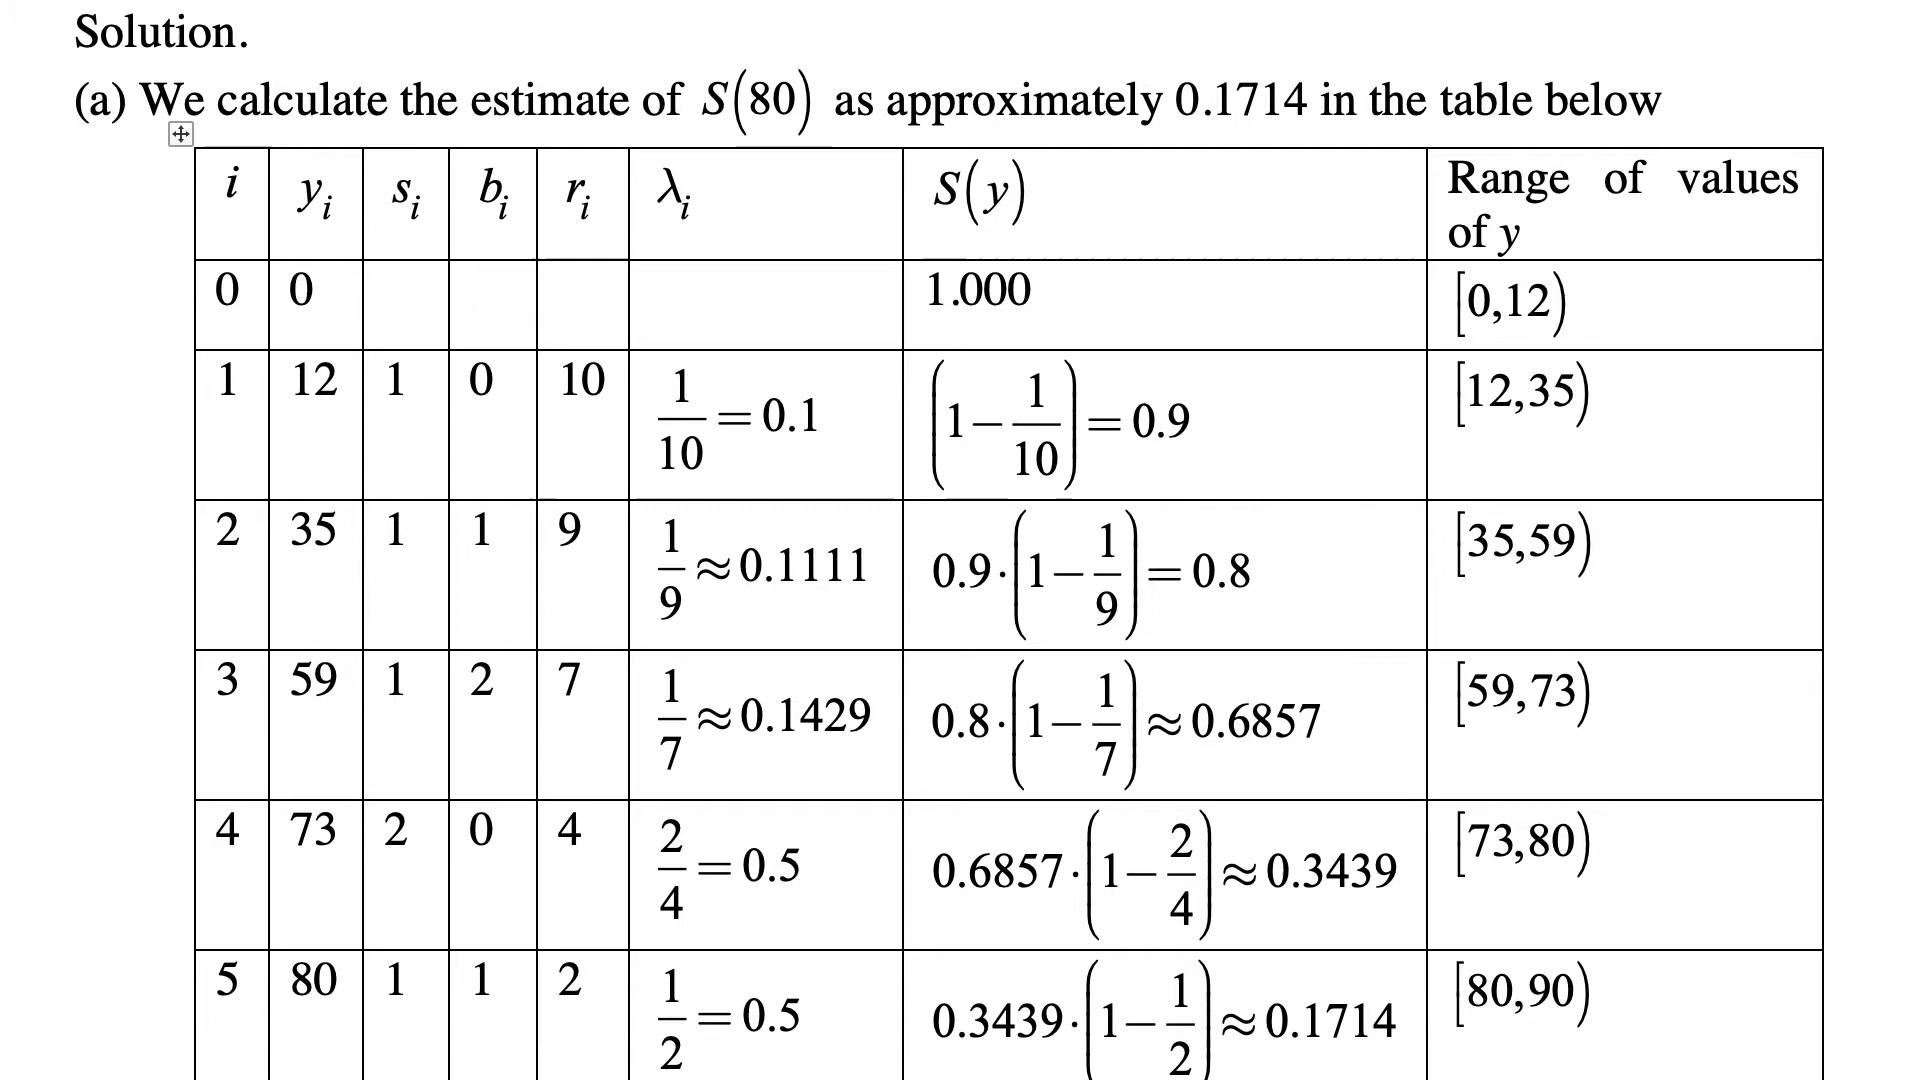 Solution.
(a) We calculate the estimate of S(80) as approximately 0.1714 in the table below
i y_i s_i b_i r_i λ_i S(y) Range of values of y
0 0 1.000 [0,12)
1 12 1 0 10 1/10 = 0.1 (1 − 1/10) = 0.9 [12,35)
2 35 1 1 9 1/9 ≈ 0.1111 0.9·(1 − 1/9) = 0.8 [35,59)
3 59 1 2 7 1/7 ≈ 0.1429 0.8·(1 − 1/7) ≈ 0.6857 [59,73)
4 73 2 0 4 2/4 = 0.5 0.6857·(1 − 2/4) ≈ 0.3439 [73,80)
5 80 1 1 2 1/2 = 0.5 0.3439·(1 − 1/2) ≈ 0.1714 [80,90)